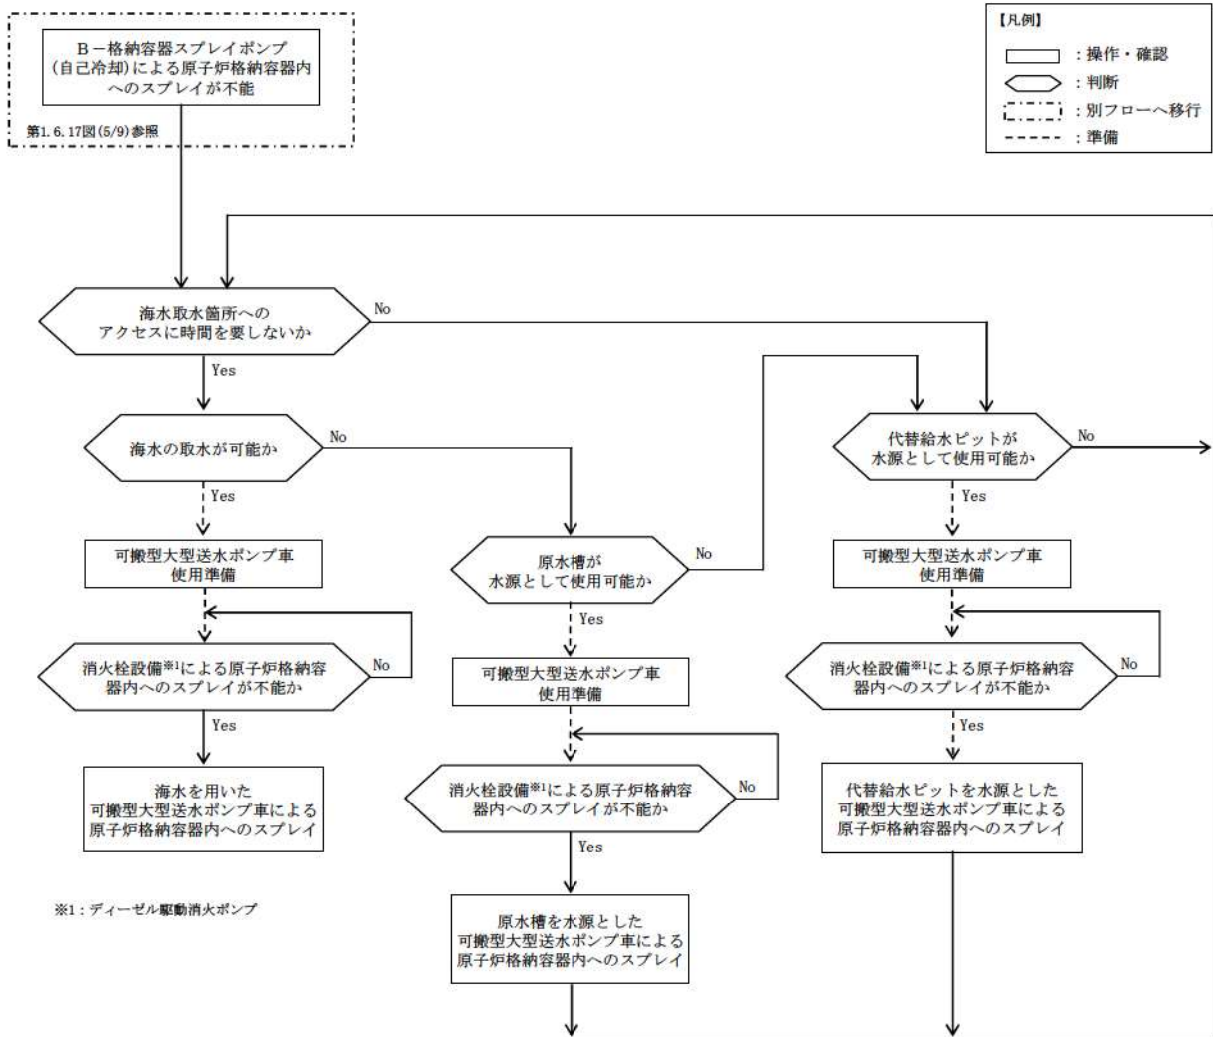 B－格納容器スプレイポンプ
(自己冷却)による原子炉格納容器内
へのスプレイが不能
第1.6.17図(5/9)参照
【凡例】
：操作・確認
：判断
：別フローへ移行
：準備
海水取水箇所への
アクセスに時間を要しないか
No
Yes
海水の取水が可能か
No
Yes
代替給水ピットが
水源として使用可能か
No
Yes
可搬型大型送水ポンプ車
使用準備
原水槽が
水源として使用可能か
No
Yes
可搬型大型送水ポンプ車
使用準備
消火栓設備※1による原子炉格納容
器内へのスプレイが不能か
No
Yes
可搬型大型送水ポンプ車
使用準備
消火栓設備※1による原子炉格納容
器内へのスプレイが不能か
No
Yes
海水を用いた
可搬型大型送水ポンプ車による
原子炉格納容器内へのスプレイ
消火栓設備※1による原子炉格納容
器内へのスプレイが不能か
No
Yes
代替給水ピットを水源とした
可搬型大型送水ポンプ車による
原子炉格納容器内へのスプレイ
※1：ディーゼル駆動消火ポンプ
原水槽を水源とした
可搬型大型送水ポンプ車による
原子炉格納容器内へのスプレイ